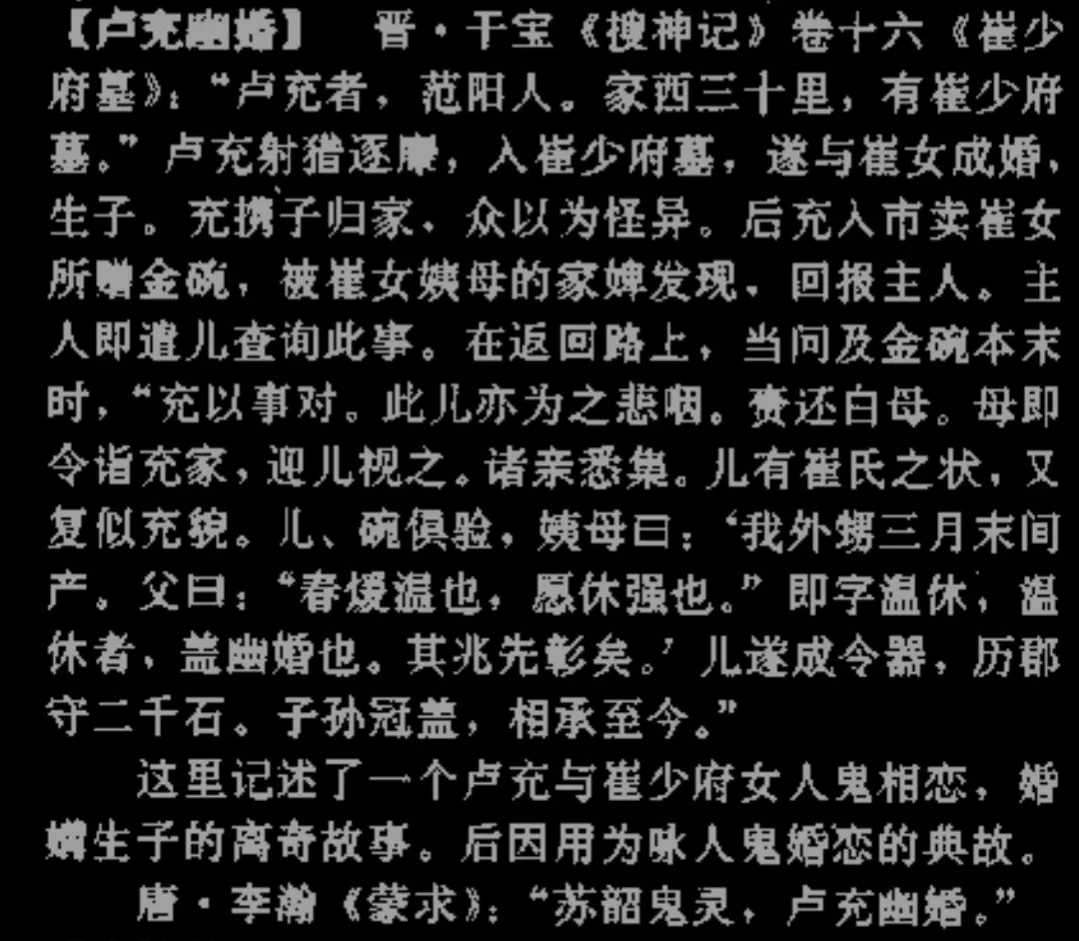 【卢充幽婚】 晋·干宝《搜神记》卷十六《崔少
府墓》：“卢充者，范阳人。家西三十里，有崔少府
墓。”卢充射猎逐麞，入崔少府墓，遂与崔女成婚，
生子。充携子归家，众以为怪异。后充入市卖崔女
所赠金碗，被崔女姨母的家婢发现，回报主人。主
人即遣儿查询此事。在返回路上，当问及金碗本末
时，“充以事对。此儿亦为之悲咽。赍还白母。母即
令诣充家，迎儿视之。诸亲悉集。儿有崔氏之状，又
复似充貌。儿、碗俱验，姨母曰：‘我外甥三月末间
产。父曰：“春煖温也，愿休强也。”即字温休，温
休者，盖幽婚也。其兆先彰矣。’儿遂成令器，历郡
守二千石。子孙冠盖，相承至今。”
这里记述了一个卢充与崔少府女人鬼相恋，婚
媾生子的离奇故事。后因用为咏人鬼婚恋的典故。
唐·李瀚《蒙求》：“苏韶鬼灵，卢充幽婚。”